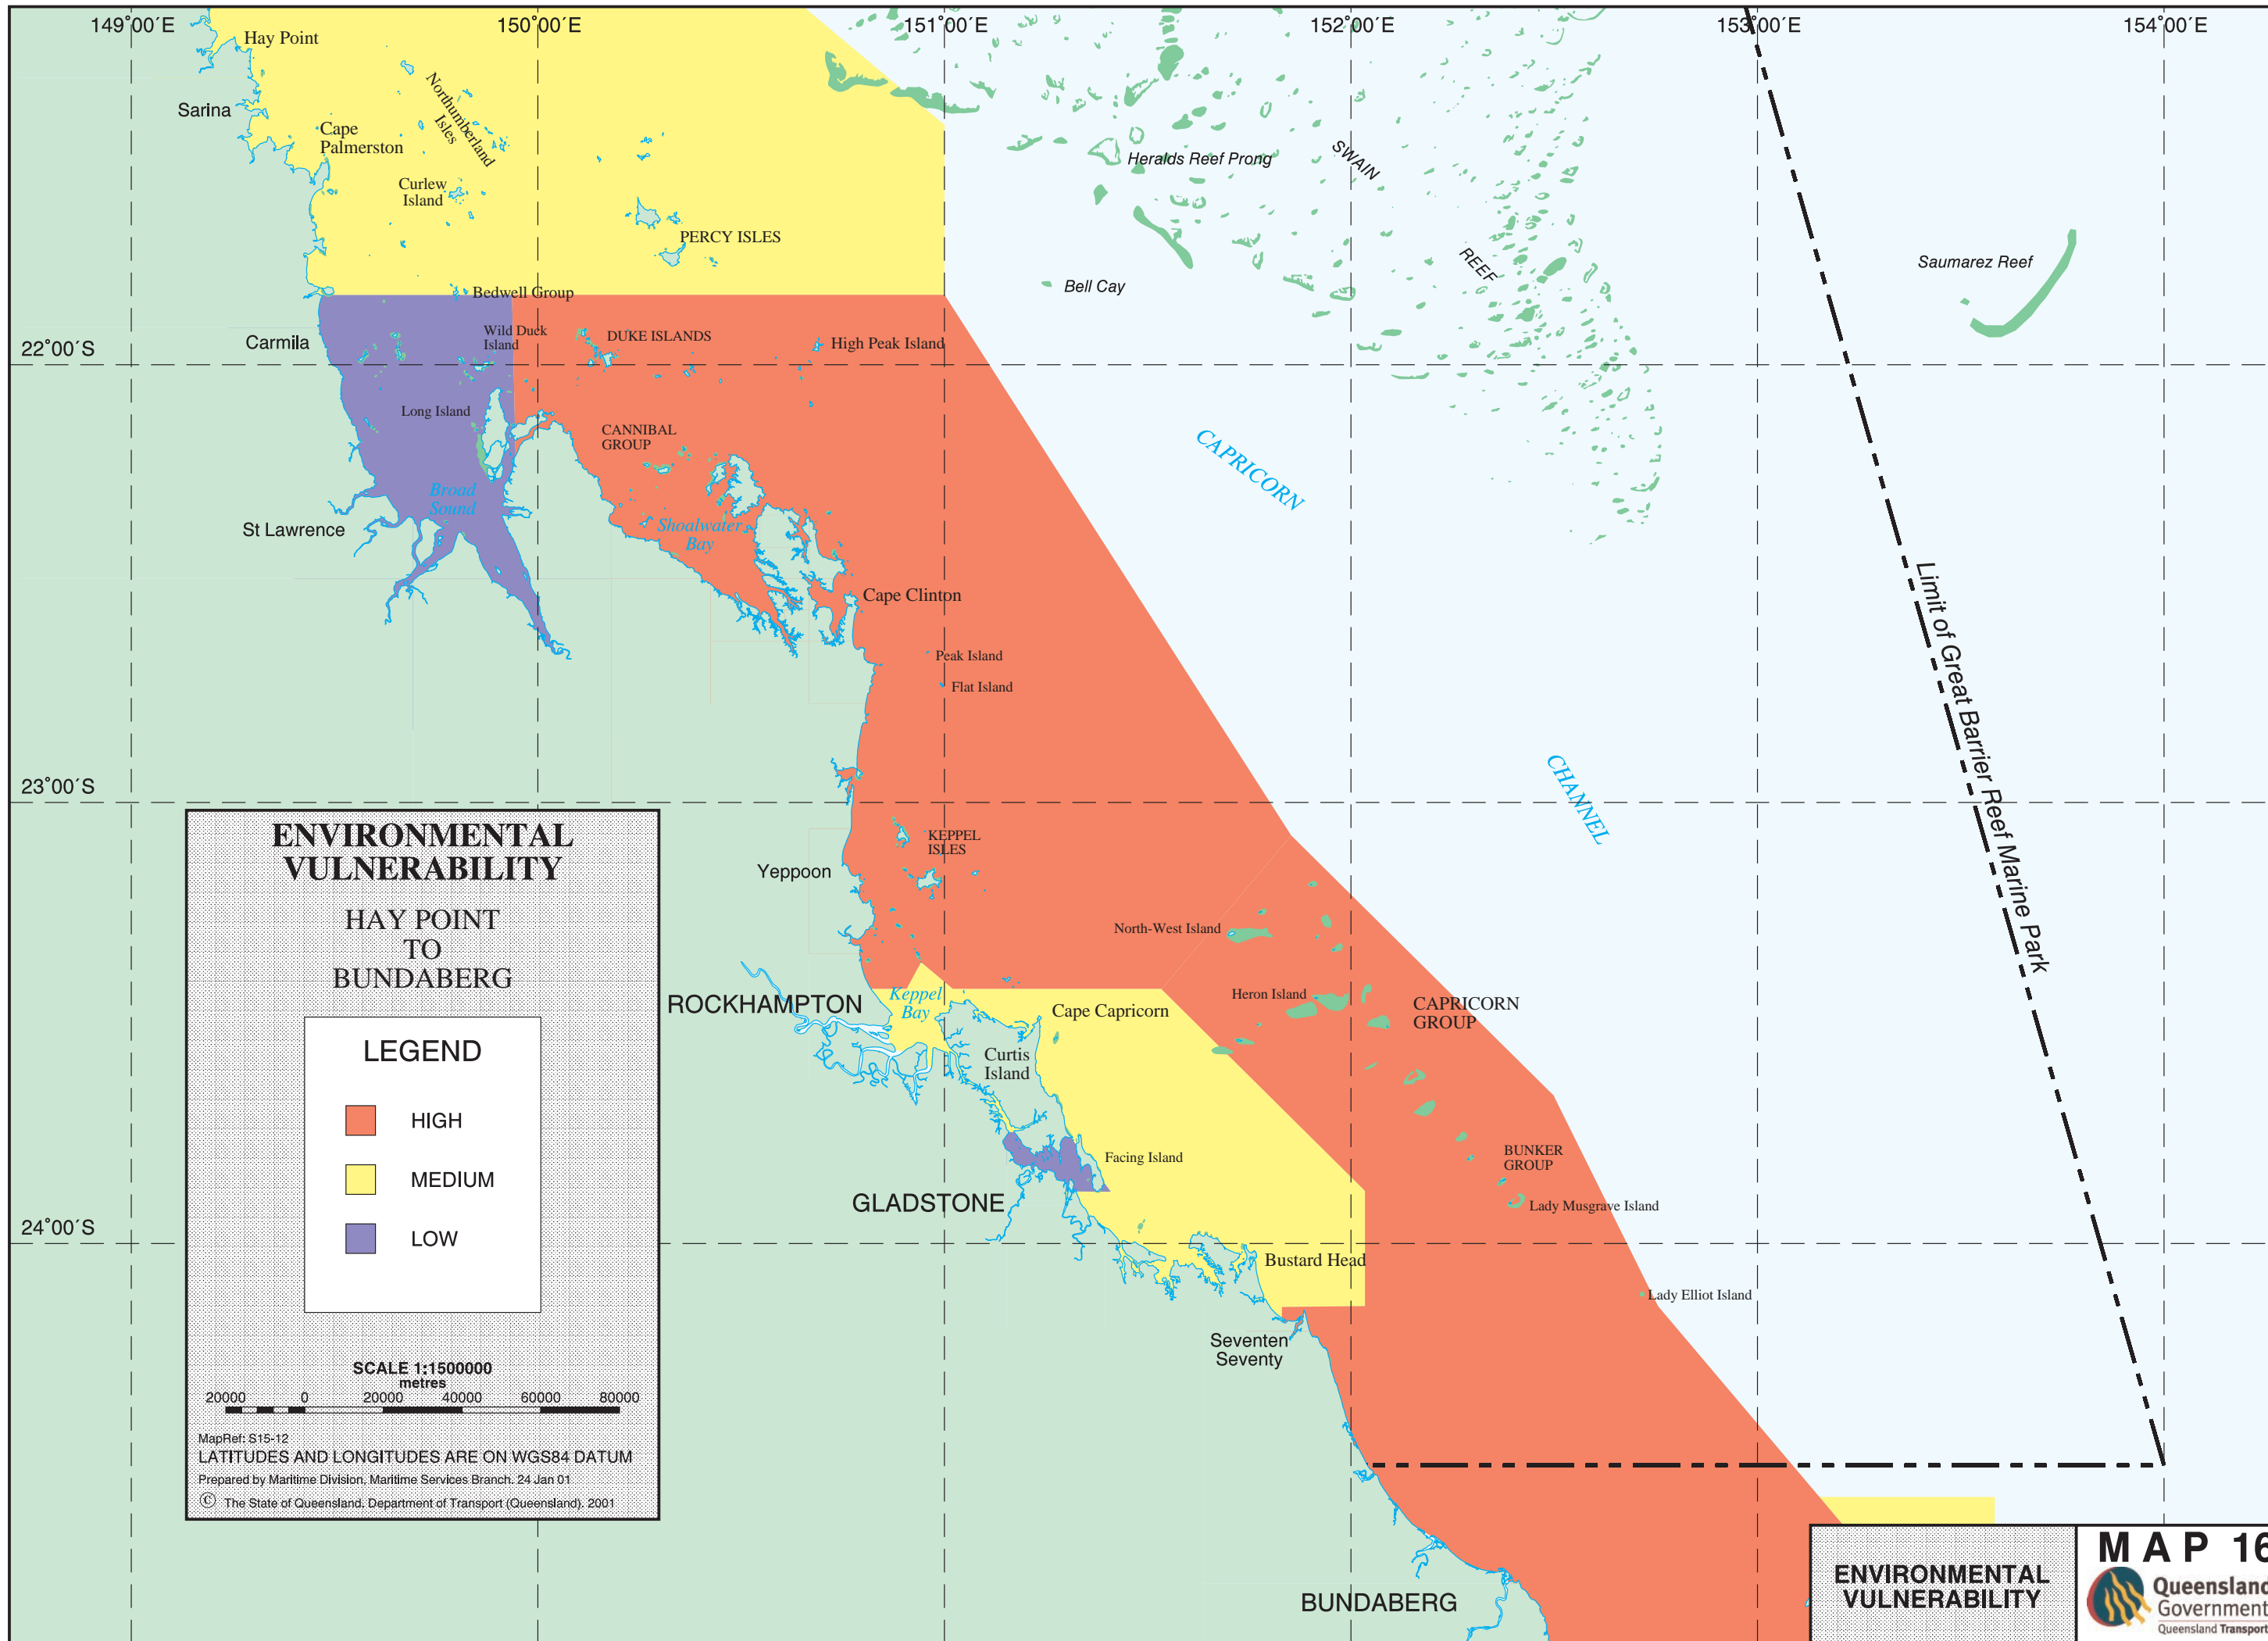 149°00´E
150°00´E
151°00´E
152°00´E
153°00´E
154°00´E
Hay Point
Sarina
Northumberland
Isles
Cape
Palmerston
Curlew
Island
PERCY ISLES
Heralds Reef Prong
SWAIN
REEF
Bell Cay
Saumarez Reef
Bedwell Group
Wild Duck
Island
DUKE ISLANDS
High Peak Island
Carmila
22°00´S
Long Island
CANNIBAL
GROUP
CAPRICORN
Broad
Sound
St Lawrence
Shoalwater
Bay
Cape Clinton
Limit of Great Barrier Reef Marine Park
Peak Island
Flat Island
CHANNEL
23°00´S
KEPPEL
ISLES
Yeppoon
North-West Island
Heron Island
CAPRICORN
GROUP
Keppel
Bay
ROCKHAMPTON
Cape Capricorn
Curtis
Island
Facing Island
BUNKER
GROUP
GLADSTONE
Lady Musgrave Island
24°00´S
Bustard Head
Lady Elliot Island
Seventen
Seventy
BUNDABERG
ENVIRONMENTAL
VULNERABILITY
HAY POINT
TO
BUNDABERG
LEGEND
HIGH
MEDIUM
LOW
SCALE 1:1500000
metres
20000 0 20000 40000 60000 80000
MapRef: S15-12
LATITUDES AND LONGITUDES ARE ON WGS84 DATUM
Prepared by Maritime Division, Maritime Services Branch. 24 Jan 01
© The State of Queensland, Department of Transport (Queensland). 2001
ENVIRONMENTAL
VULNERABILITY
MAP 16
Queensland
Government
Queensland Transport